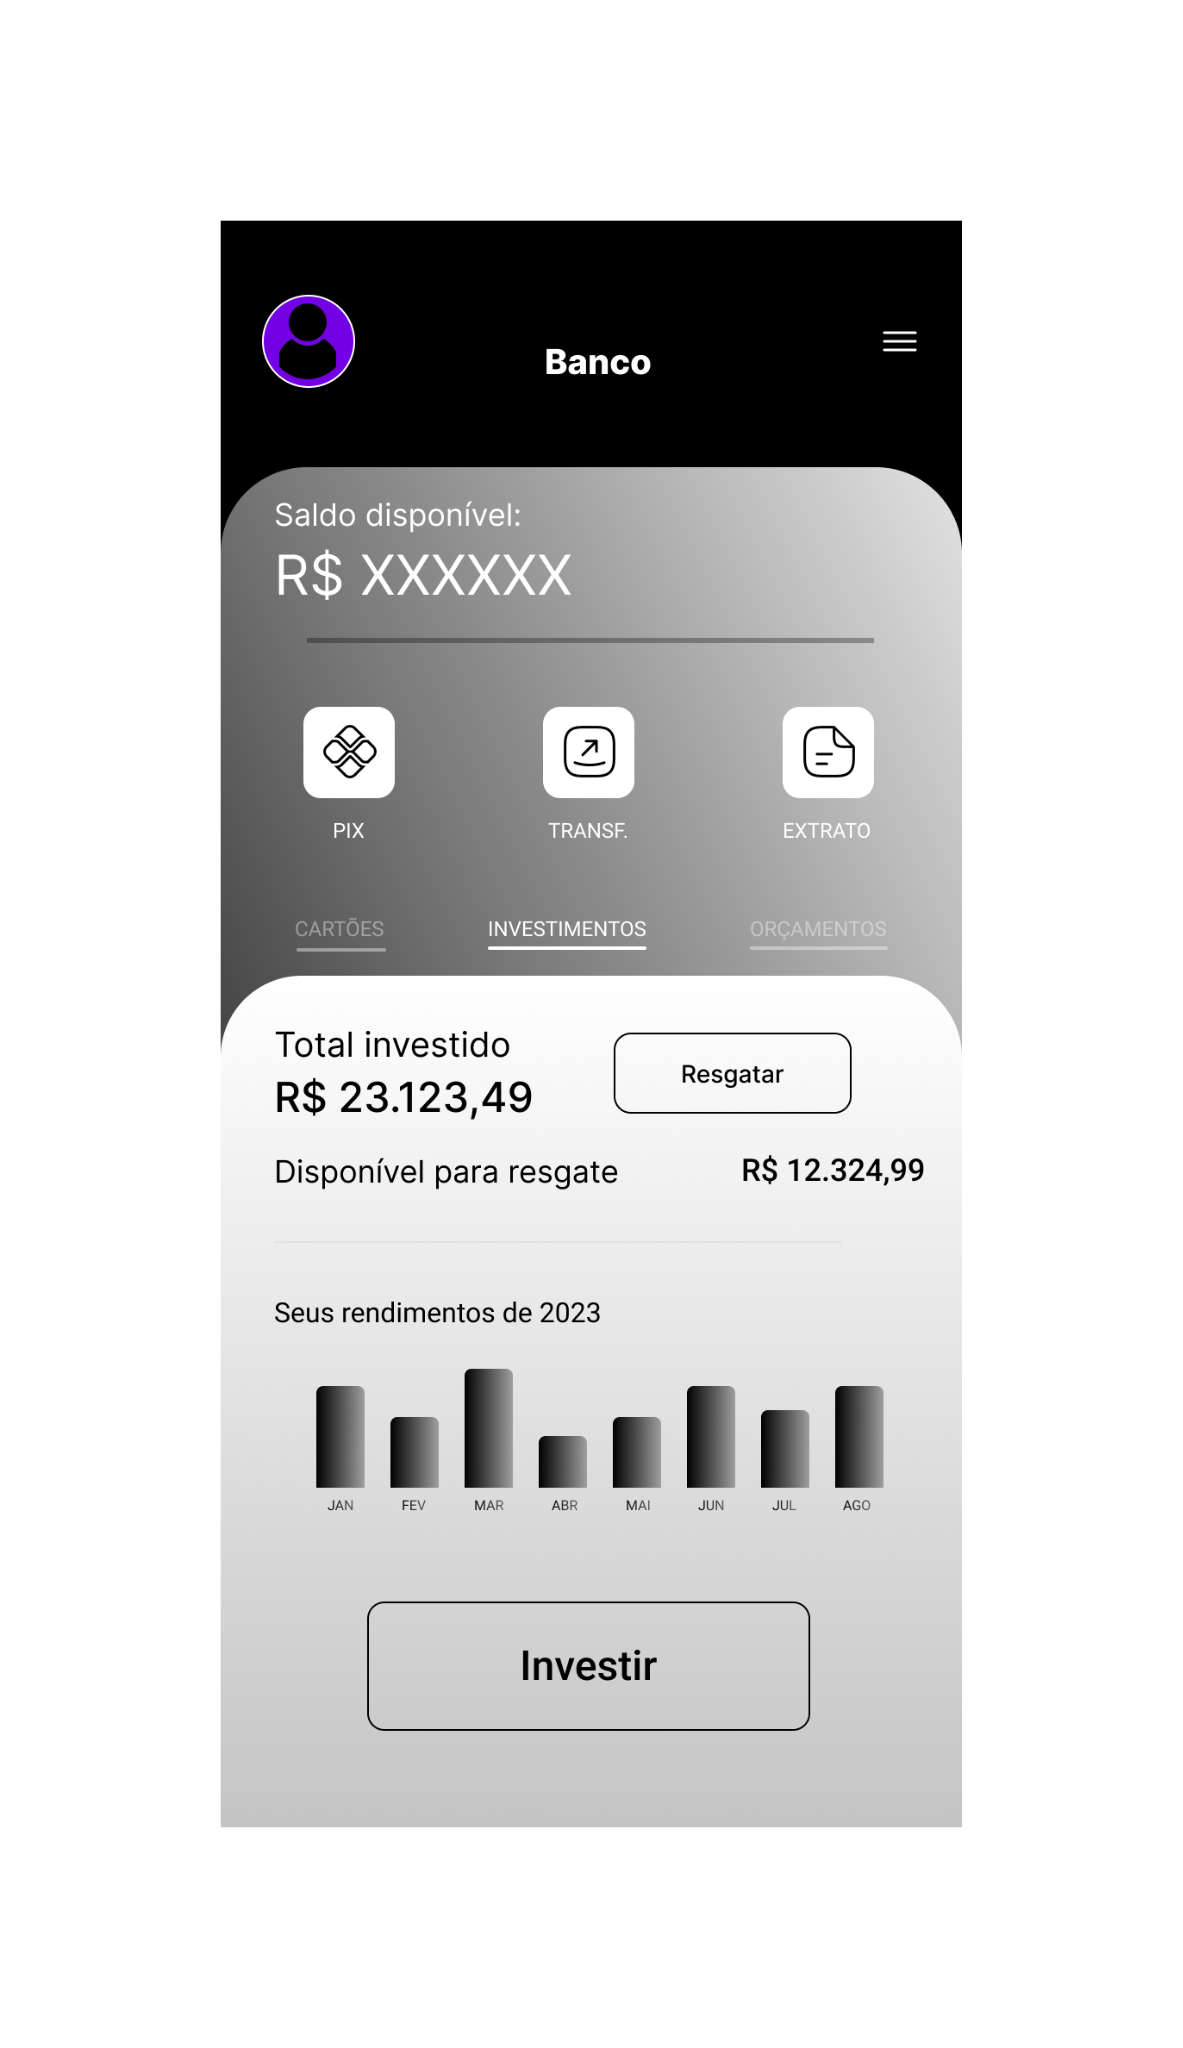 Banco
Saldo disponível:
R$ XXXXXX
PIX
TRANSF.
EXTRATO
CARTÕES
INVESTIMENTOS
ORÇAMENTOS
Total investido
R$ 23.123,49
Resgatar
Disponível para resgate
R$ 12.324,99
Seus rendimentos de 2023
JAN
FEV
MAR
ABR
MAI
JUN
JUL
AGO
Investir